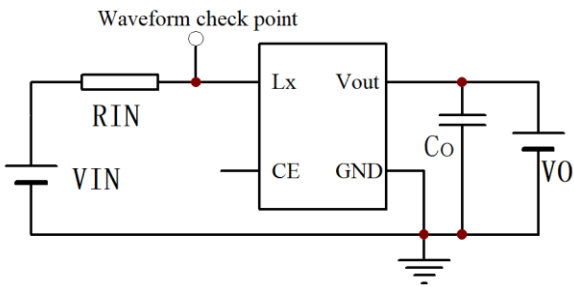 Waveform check point
Lx
Vout
RIN
CO
CE
GND
VIN
VO